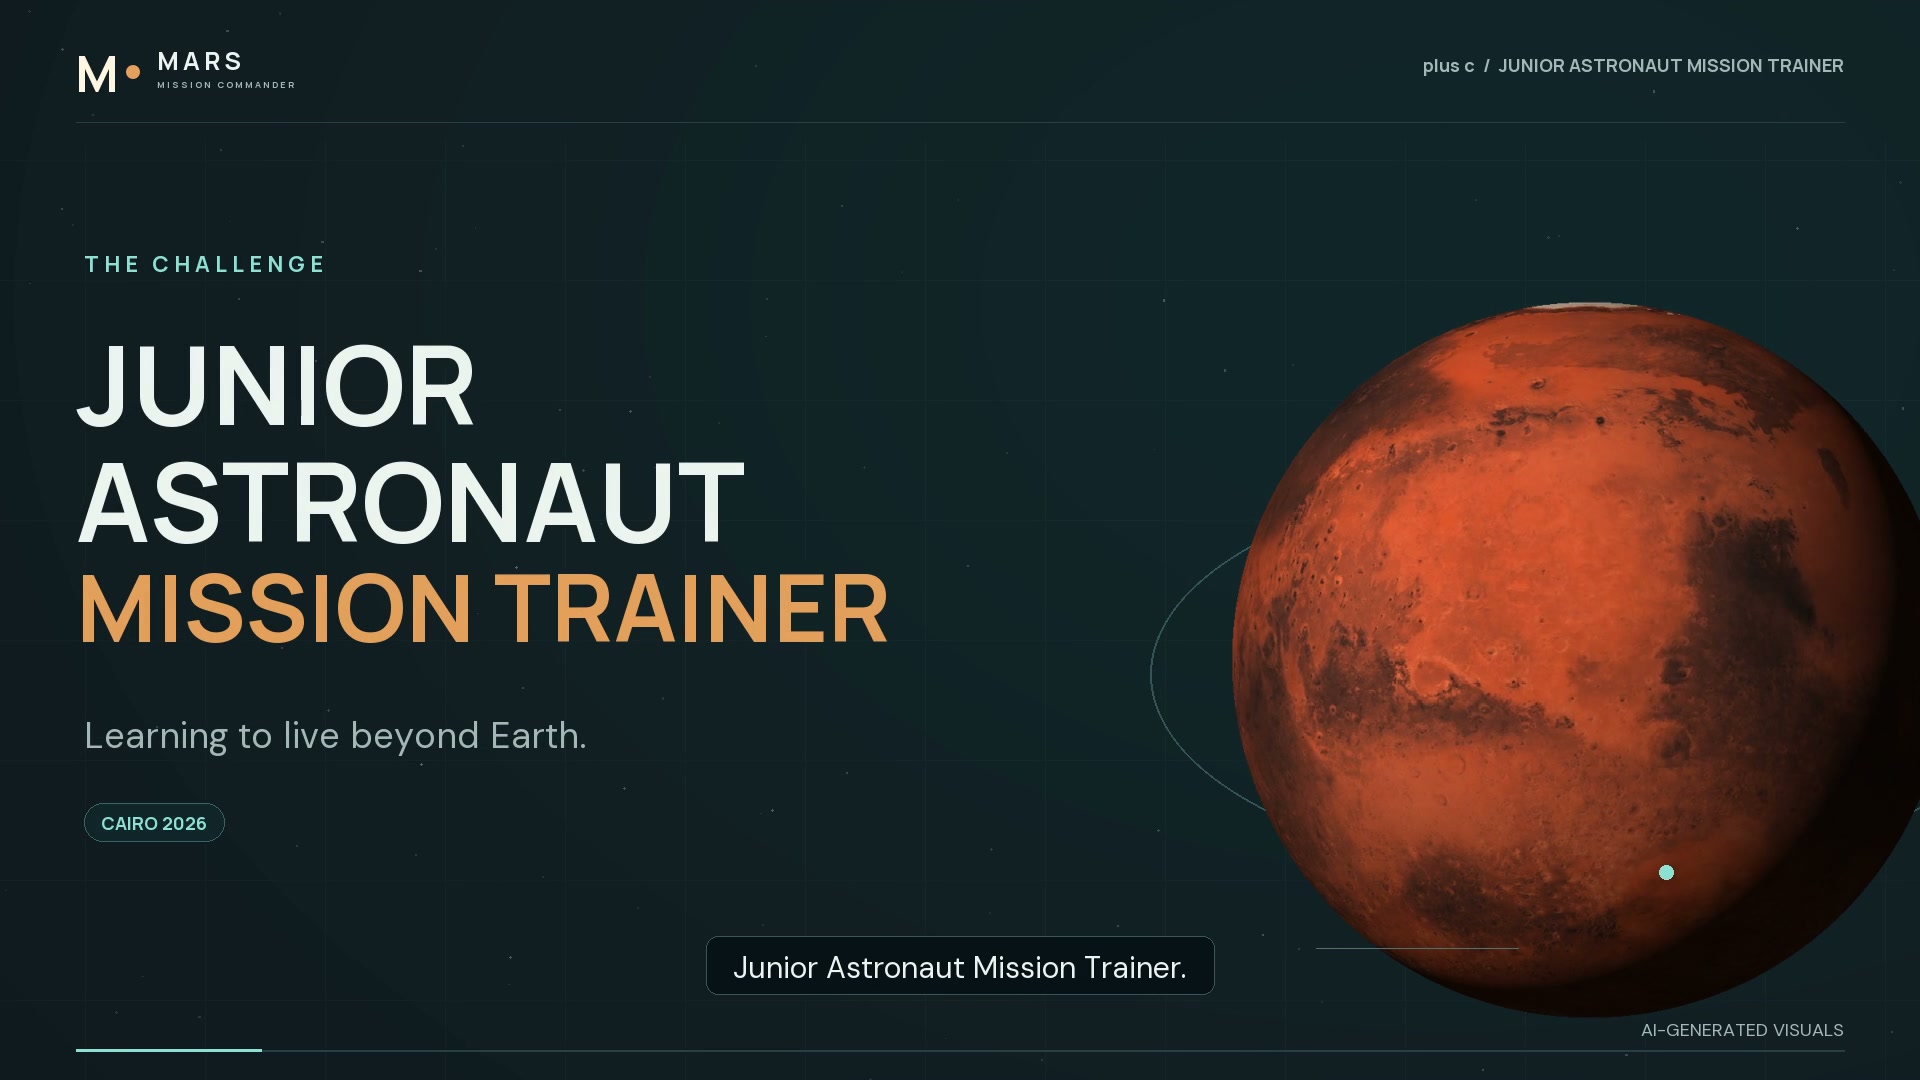 M
MARS
MISSION COMMANDER
plus c / JUNIOR ASTRONAUT MISSION TRAINER
THE CHALLENGE
JUNIOR
ASTRONAUT
MISSION TRAINER
Learning to live beyond Earth.
CAIRO 2026
Junior Astronaut Mission Trainer.
AI-GENERATED VISUALS